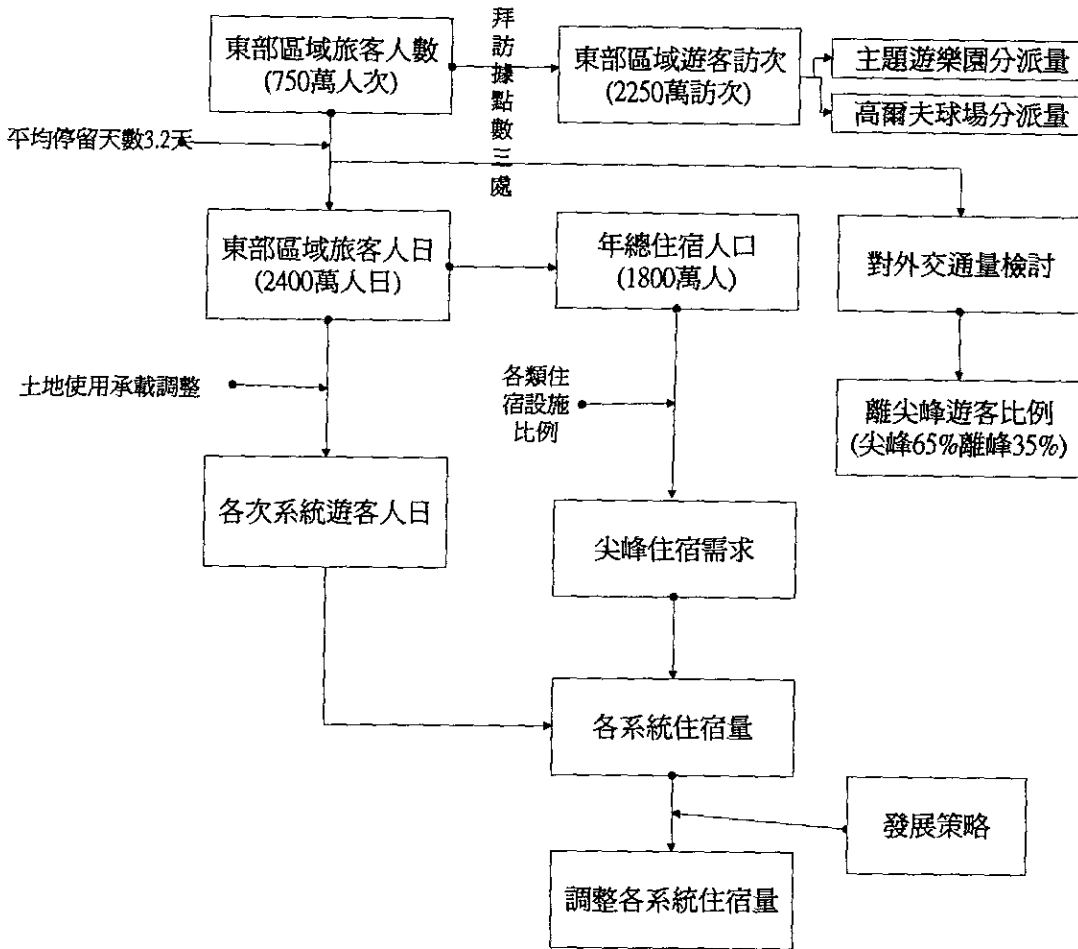 東部區域旅客人數
(750萬人次)
拜訪據點數三處
東部區域遊客訪次
(2250萬訪次)
主題遊樂園分派量
高爾夫球場分派量
平均停留天數3.2天
東部區域旅客人日
(2400萬人日)
年總住宿人口
(1800萬人)
對外交通量檢討
土地使用承載調整
各類住
宿設施
比例
離尖峰遊客比例
(尖峰65%離峰35%)
各次系統遊客人日
尖峰住宿需求
各系統住宿量
發展策略
調整各系統住宿量